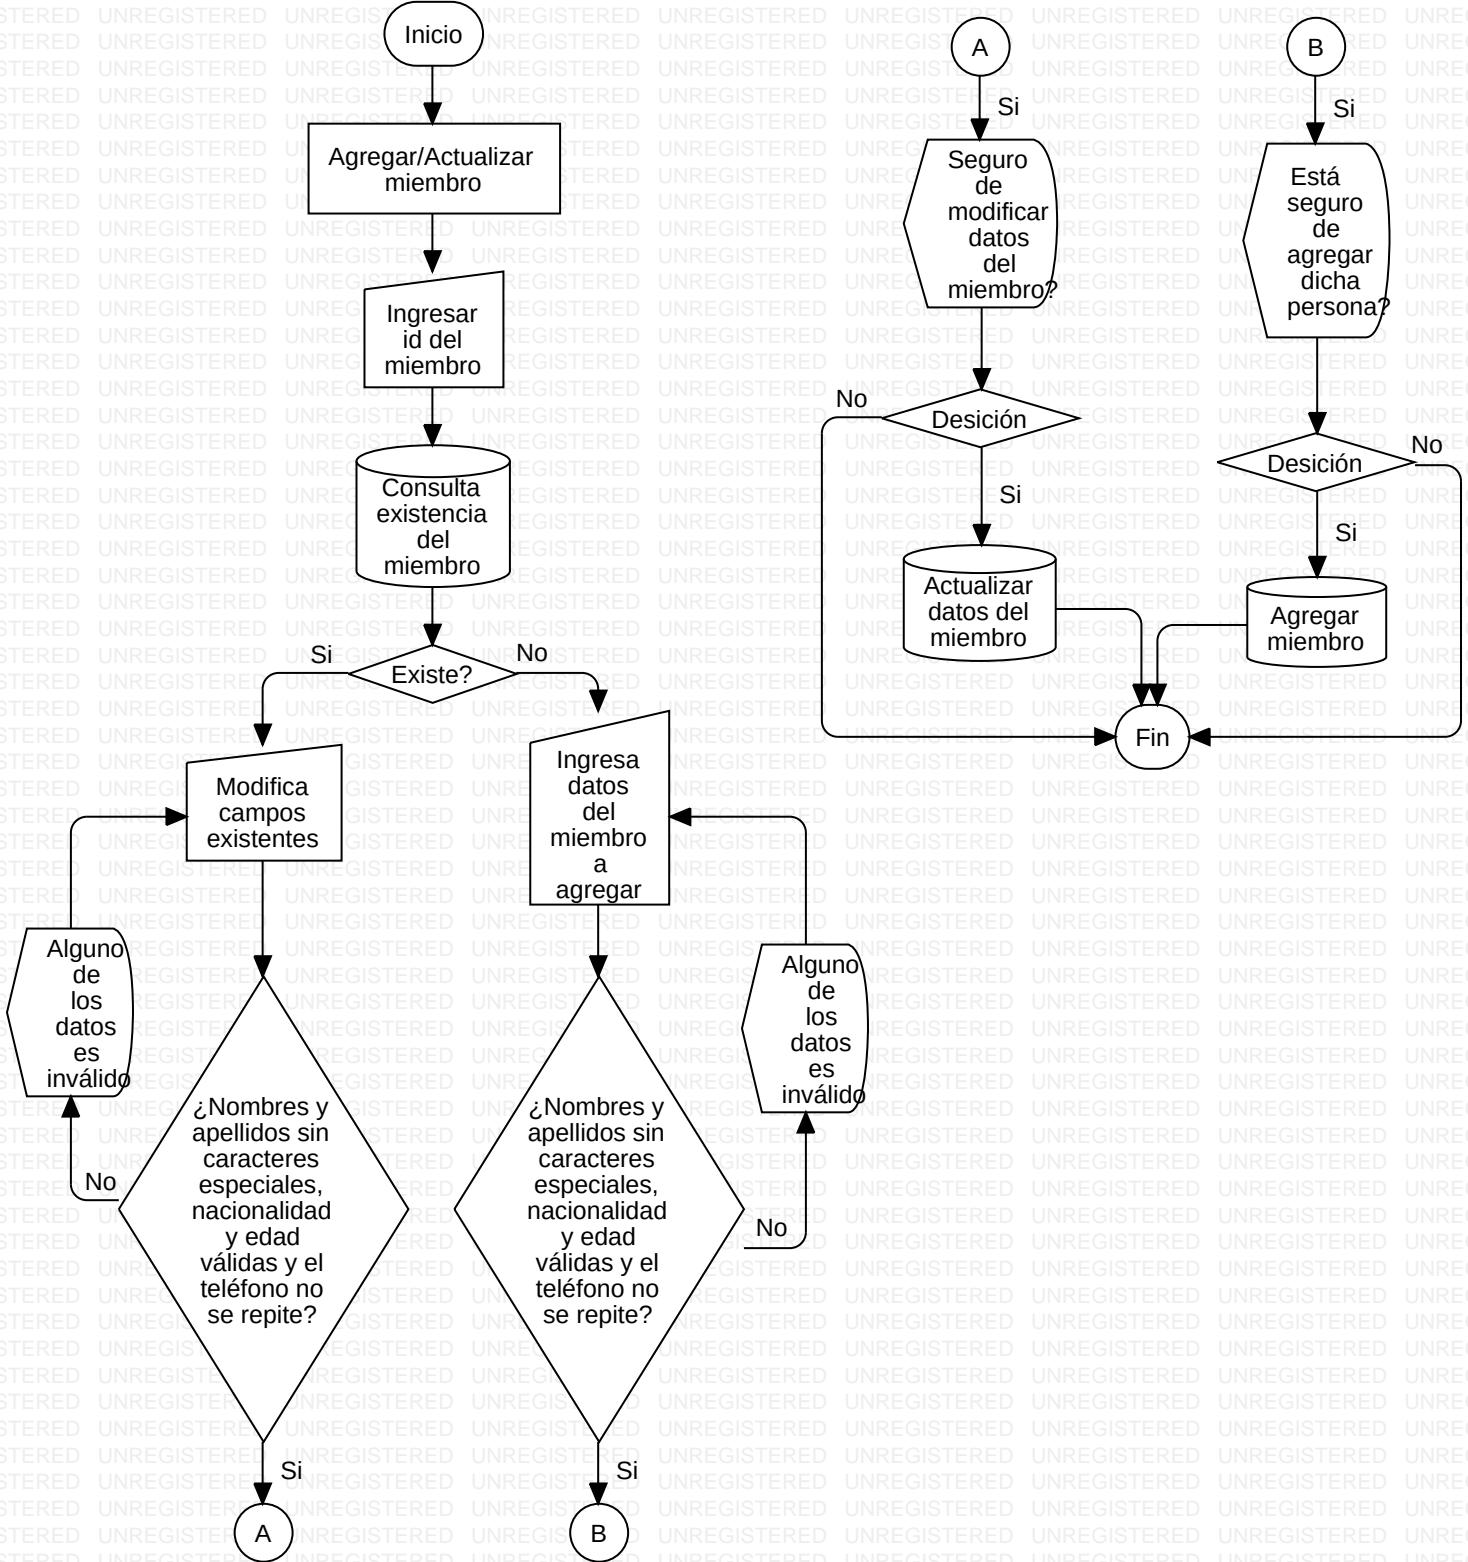 Inicio
Agregar/Actualizar
miembro
Ingresar
id del
miembro
Consulta
existencia
del
miembro
Si
Existe?
No
Modifica
campos
existentes
Ingresa
datos
del
miembro
a
agregar
Alguno
de
los
datos
es
inválido
No
¿Nombres y
apellidos sin
caracteres
especiales,
nacionalidad
y edad
válidas y el
teléfono no
se repite?
Si
A
¿Nombres y
apellidos sin
caracteres
especiales,
nacionalidad
y edad
válidas y el
teléfono no
se repite?
No
Alguno
de
los
datos
es
inválido
Si
B
A
Si
Seguro
de
modificar
datos
del
miembro?
No
Desición
Si
Actualizar
datos del
miembro
B
Si
Está
seguro
de
agregar
dicha
persona?
Desición
No
Si
Agregar
miembro
Fin
UNREGISTERED